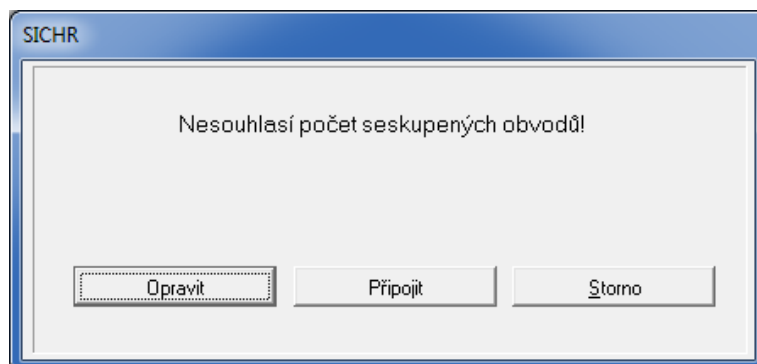 SICHR
Nesouhlasí počet seskupených obvodů!
Opravit
Připojit
Storno